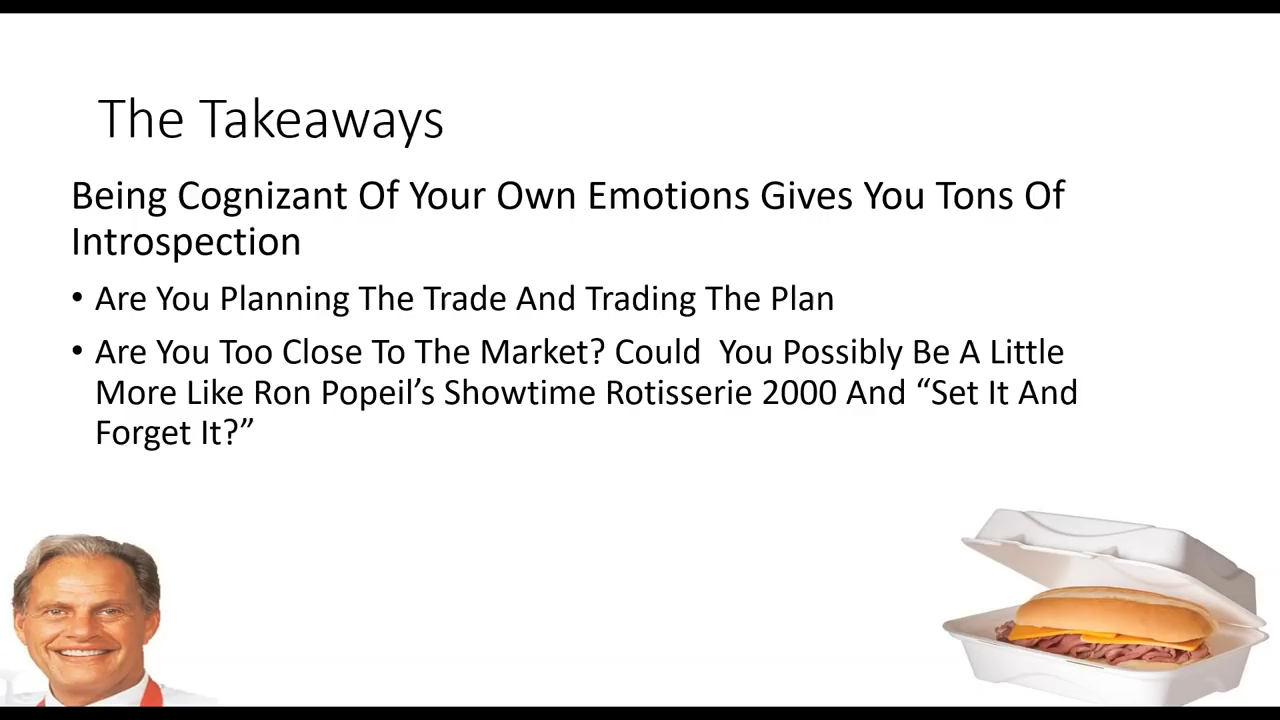 The Takeaways
Being Cognizant Of Your Own Emotions Gives You Tons Of
Introspection
• Are You Planning The Trade And Trading The Plan
• Are You Too Close To The Market? Could  You Possibly Be A Little
More Like Ron Popeil’s Showtime Rotisserie 2000 And “Set It And
Forget It?”